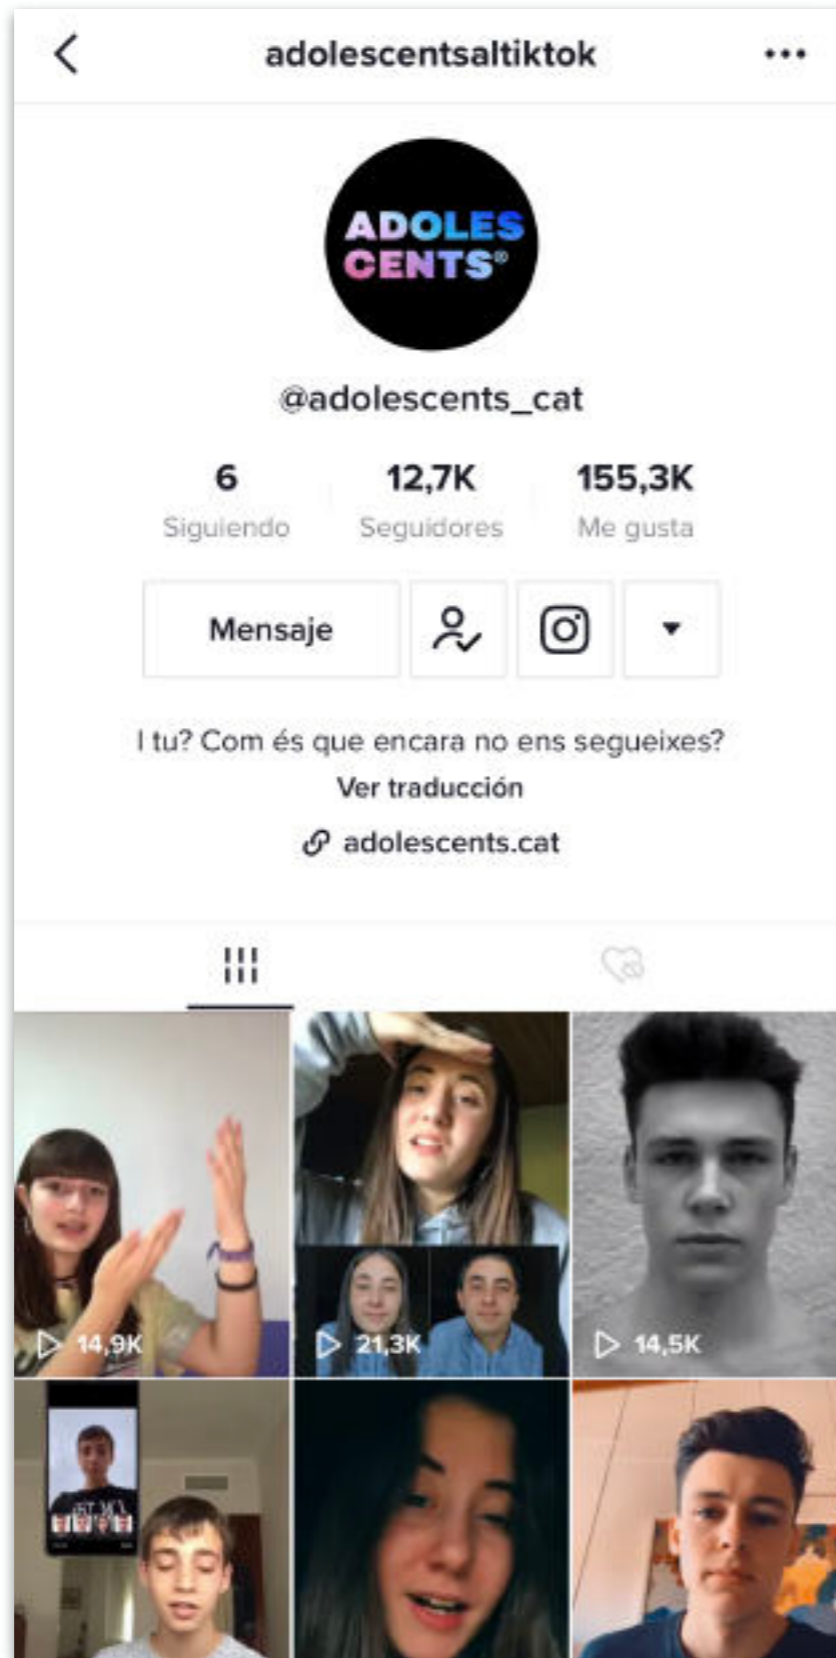 adolescentsaltiktok
ADOLES
CENTS®
@adolescents_cat
6 12,7K 155,3K
Siguiendo Seguidores Me gusta
Mensaje
I tu? Com és que encara no ens segueixes?
Ver traducción
adolescents.cat
14,9K 21,3K 14,5K